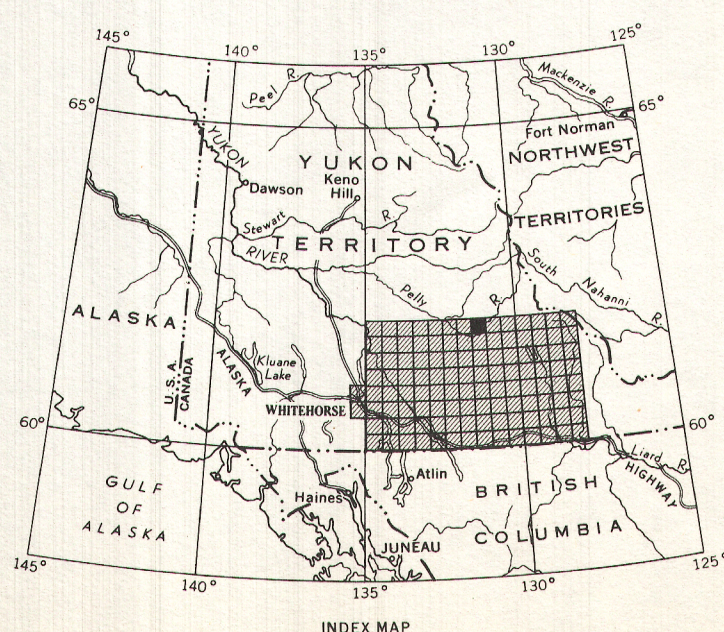 145°
140°
135°
130°
125°
Peel R.
Mackenzie R.
65°
65°
Fort Norman
YUKON
YUKON
NORTHWEST
Keno
Hill
Dawson
R.
TERRITORIES
Stewart
TERRITORY
RIVER
South
Nahanni
R.
Pelly
R.
ALASKA
ALASKA
Kluane
Lake
U.S.A.
CANADA
WHITEHORSE
60°
60°
Liard R.
HIGHWAY
Atlin
BRITISH
GULF
OF
ALASKA
Haines
COLUMBIA
JUNEAU
145°
140°
135°
130°
125°
INDEX MAP